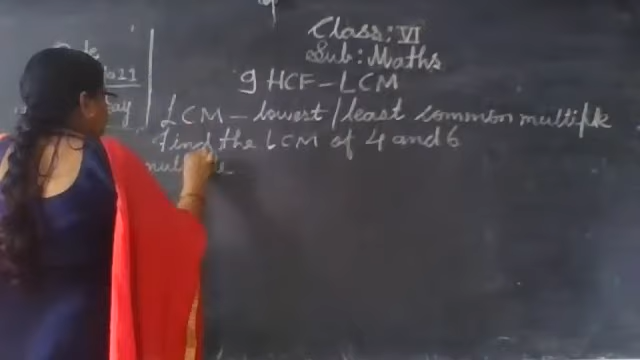 Class: VI
Sub: Maths
9 HCF - LCM
LCM - lowest / least common multiple
Find the LCM of 4 and 6